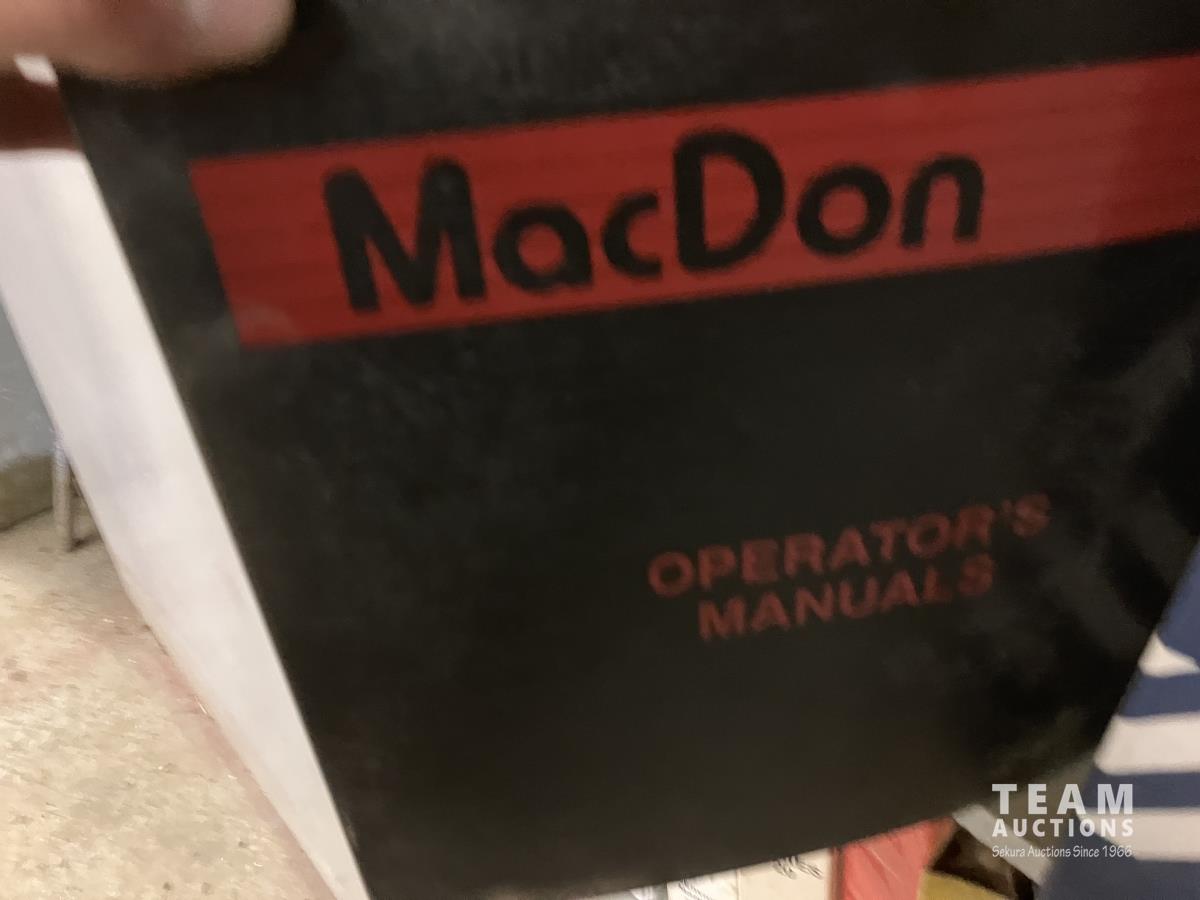 MacDon
OPERATOR'S
MANUALS
TEAM
AUCTIONS
Sekura Auctions Since 1966